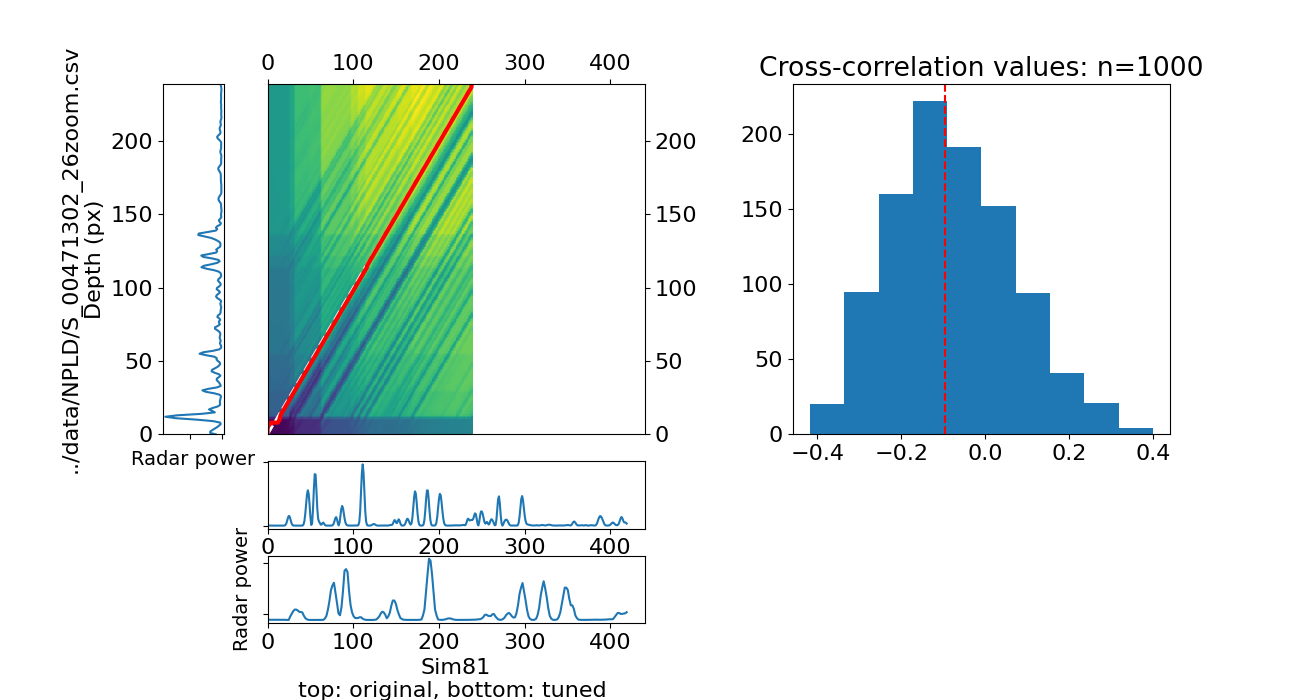 0 100 200 300 400
Cross-correlation values: n=1000
../data/NPLD/S_00471302_26zoom.csv
Depth (px)
200
150
100
50
0
200
150
100
50
0
200
150
100
50
0
−0.4 −0.2 0.0 0.2 0.4
Radar power
0 100 200 300 400
Radar power
0 100 200 300 400
Sim81
top: original, bottom: tuned